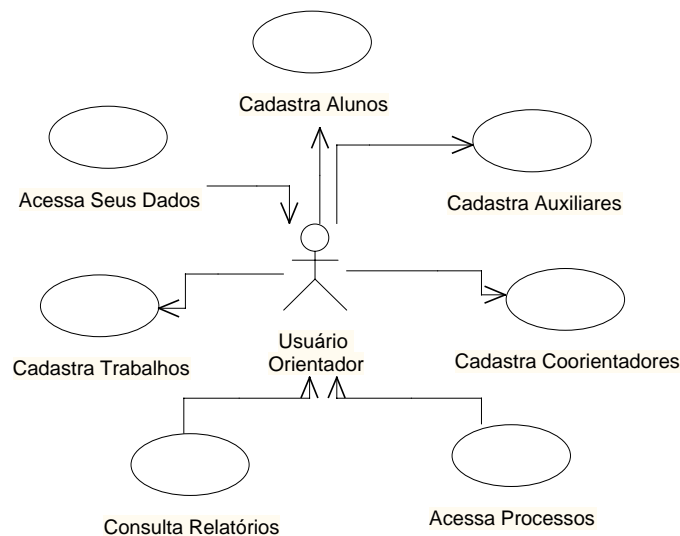 Cadastra Alunos
Acessa Seus Dados
Cadastra Auxiliares
Usuário
Orientador
Cadastra Trabalhos
Cadastra Coorientadores
Consulta Relatórios
Acessa Processos